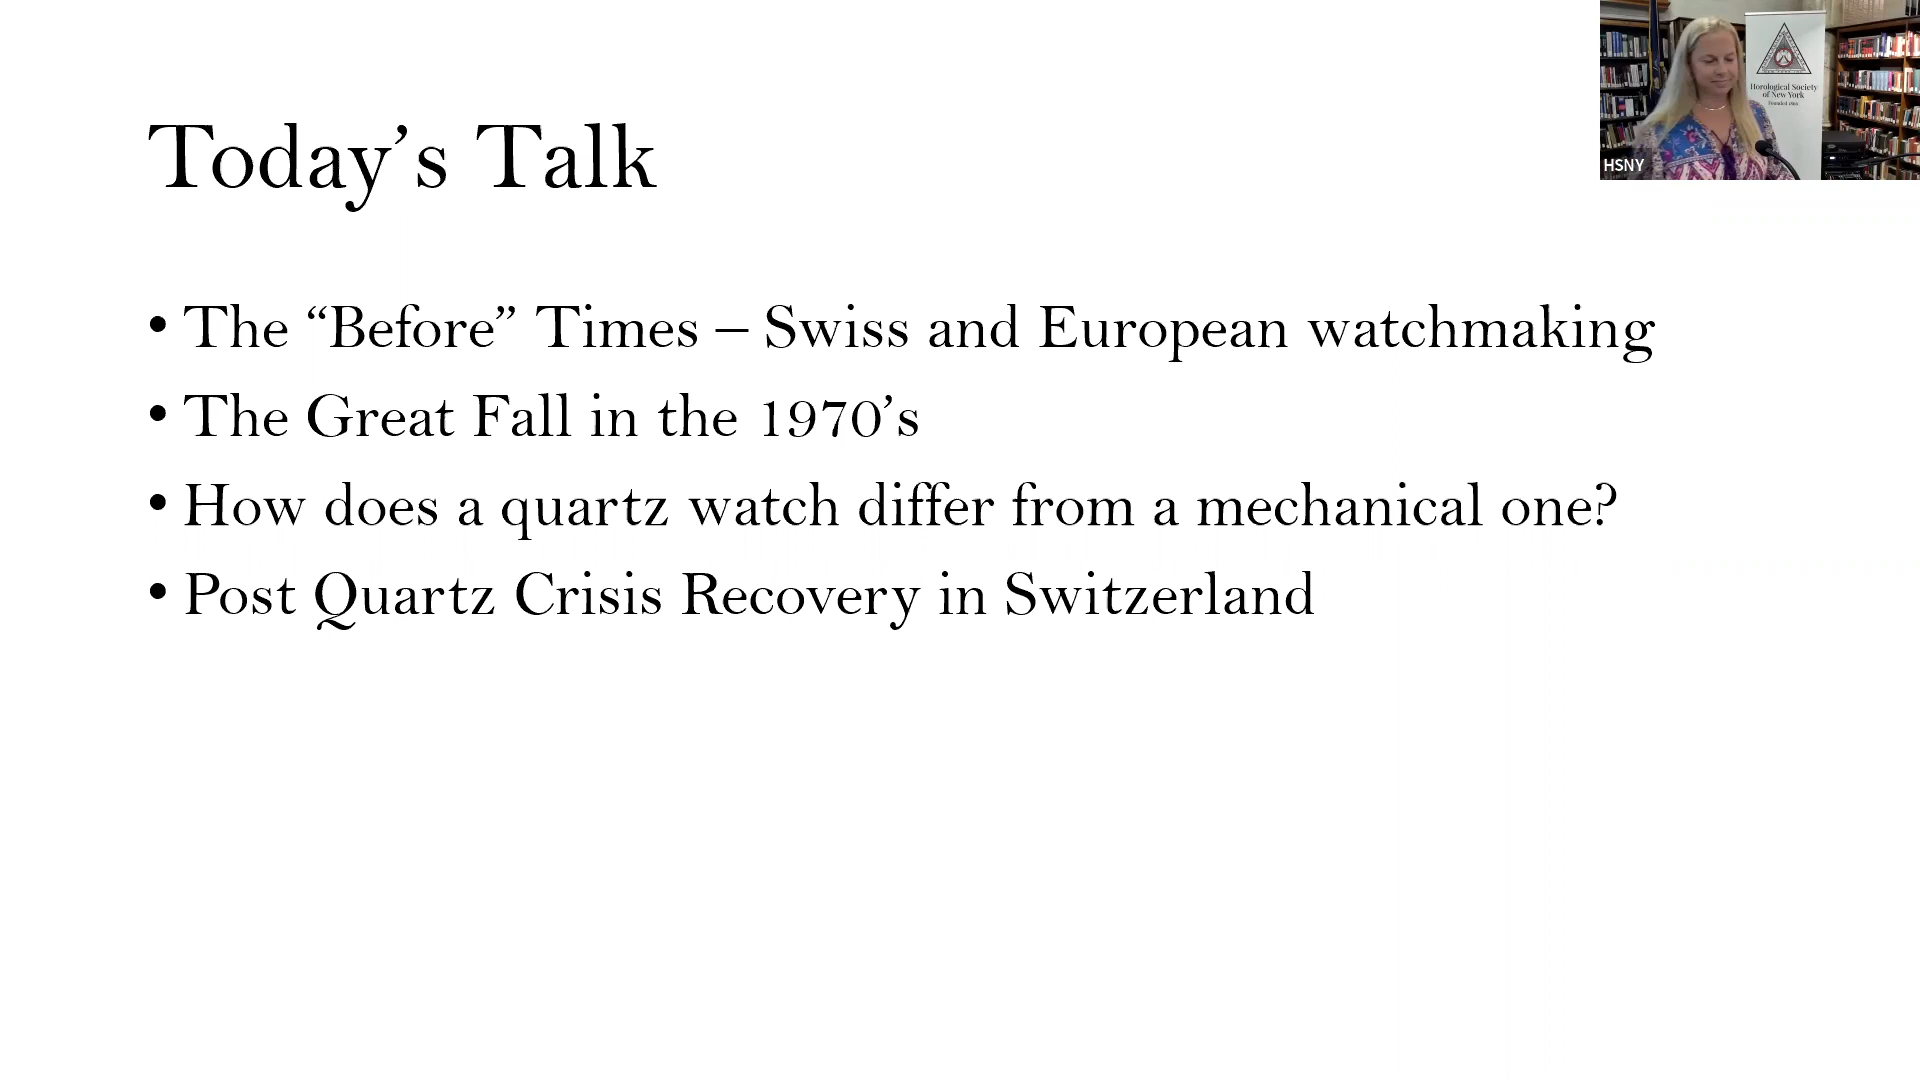 Today’s Talk
• The “Before” Times – Swiss and European watchmaking
• The Great Fall in the 1970’s
• How does a quartz watch differ from a mechanical one?
• Post Quartz Crisis Recovery in Switzerland
Horological Society
of New York
HSNY